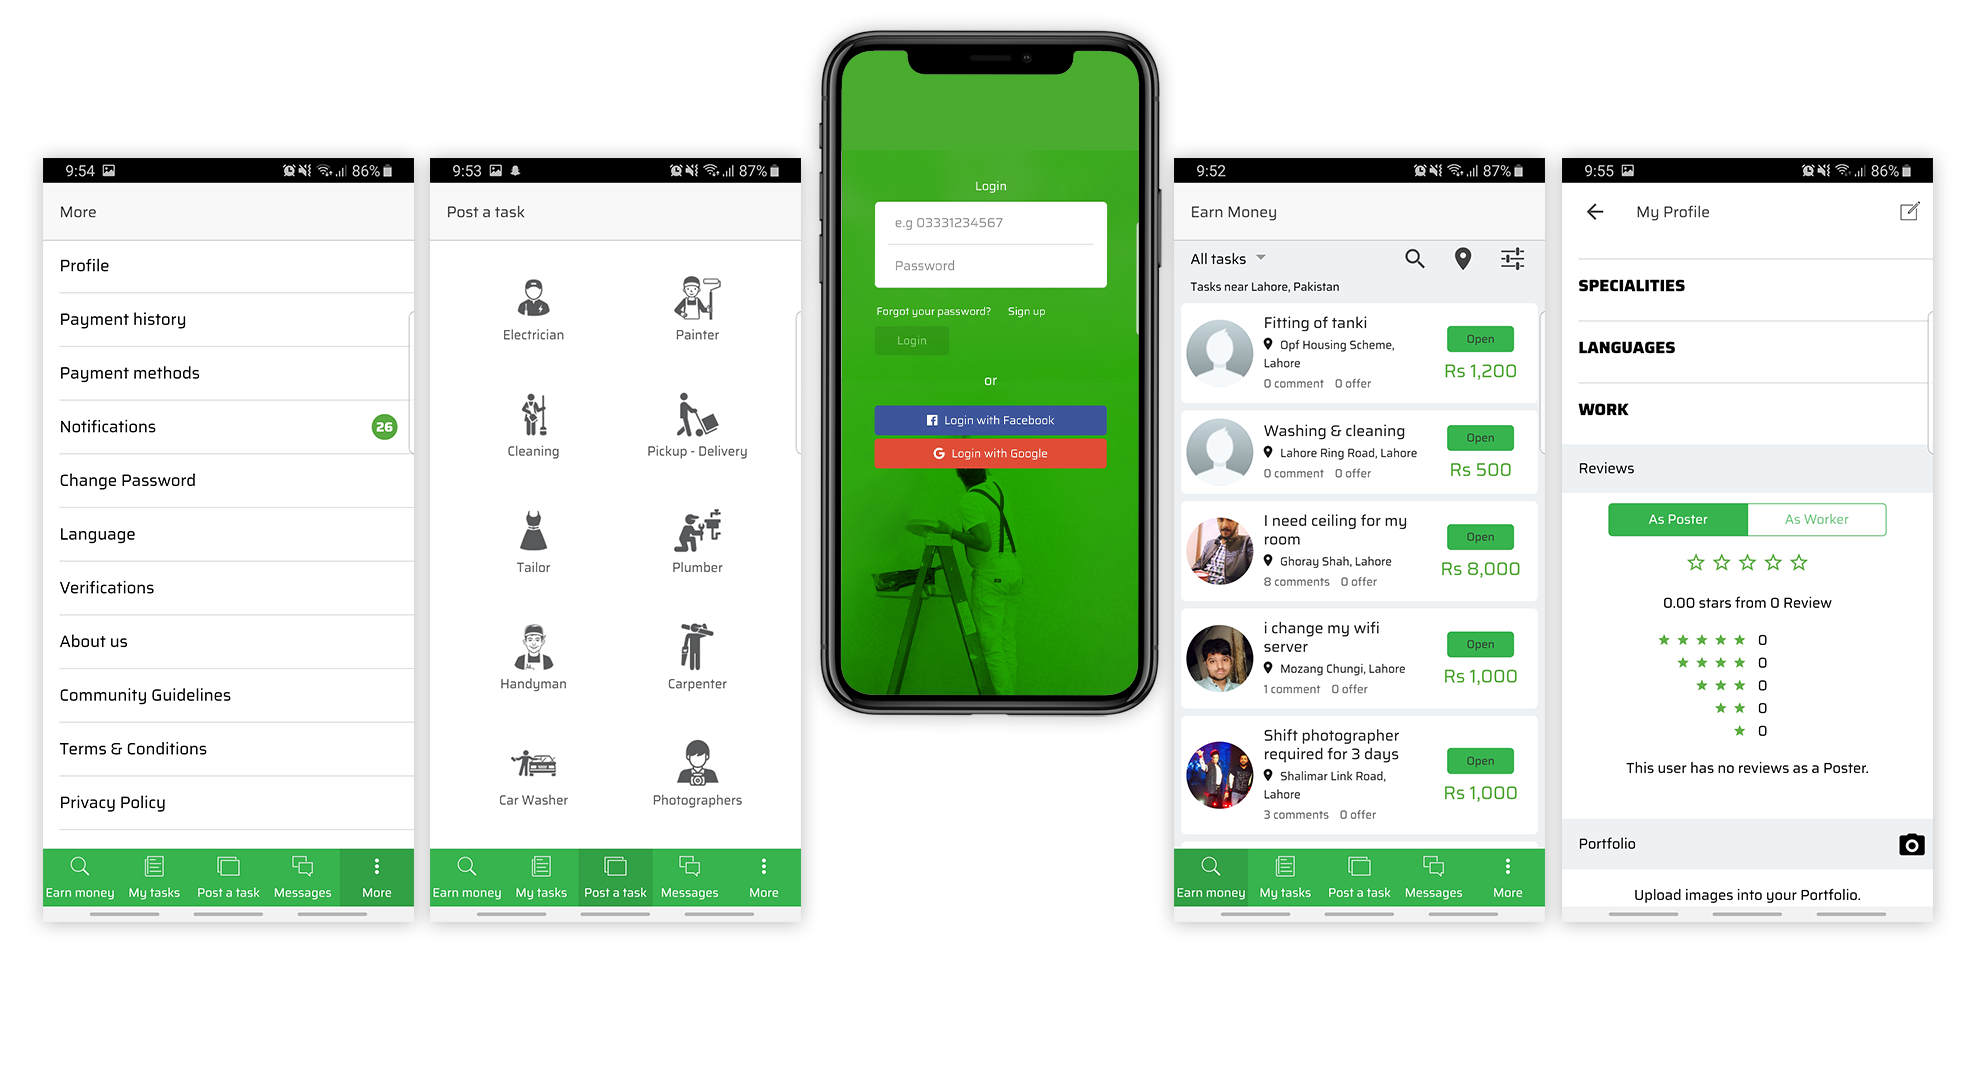 9:54
86%
More
Profile
Payment history
Payment methods
Notifications
26
Change Password
Language
Verifications
About us
Community Guidelines
Terms & Conditions
Privacy Policy
Earn money My tasks Post a task Messages More
9:53
87%
Post a task
Electrician Painter
Cleaning Pickup - Delivery
Tailor Plumber
Handyman Carpenter
Car Washer Photographers
Earn money My tasks Post a task Messages More
Login
e.g 03331234567
Password
Forgot your password? Sign up
Login
or
Login with Facebook
G Login with Google
9:52
87%
Earn Money
All tasks
Tasks near Lahore, Pakistan
Fitting of tanki
Opf Housing Scheme,
Lahore
0 comment 0 offer
Open
Rs 1,200
Washing & cleaning
Lahore Ring Road, Lahore
0 comment 0 offer
Open
Rs 500
I need ceiling for my
room
Ghoray Shah, Lahore
8 comments 0 offer
Open
Rs 8,000
i change my wifi
server
Mozang Chungi, Lahore
1 comment 0 offer
Open
Rs 1,000
Shift photographer
required for 3 days
Shalimar Link Road,
Lahore
3 comments 0 offer
Open
Rs 1,000
Earn money My tasks Post a task Messages More
9:55
86%
My Profile
SPECIALITIES
LANGUAGES
WORK
Reviews
As Poster As Worker
0.00 stars from 0 Review
0
0
0
0
0
This user has no reviews as a Poster.
Portfolio
Upload images into your Portfolio.